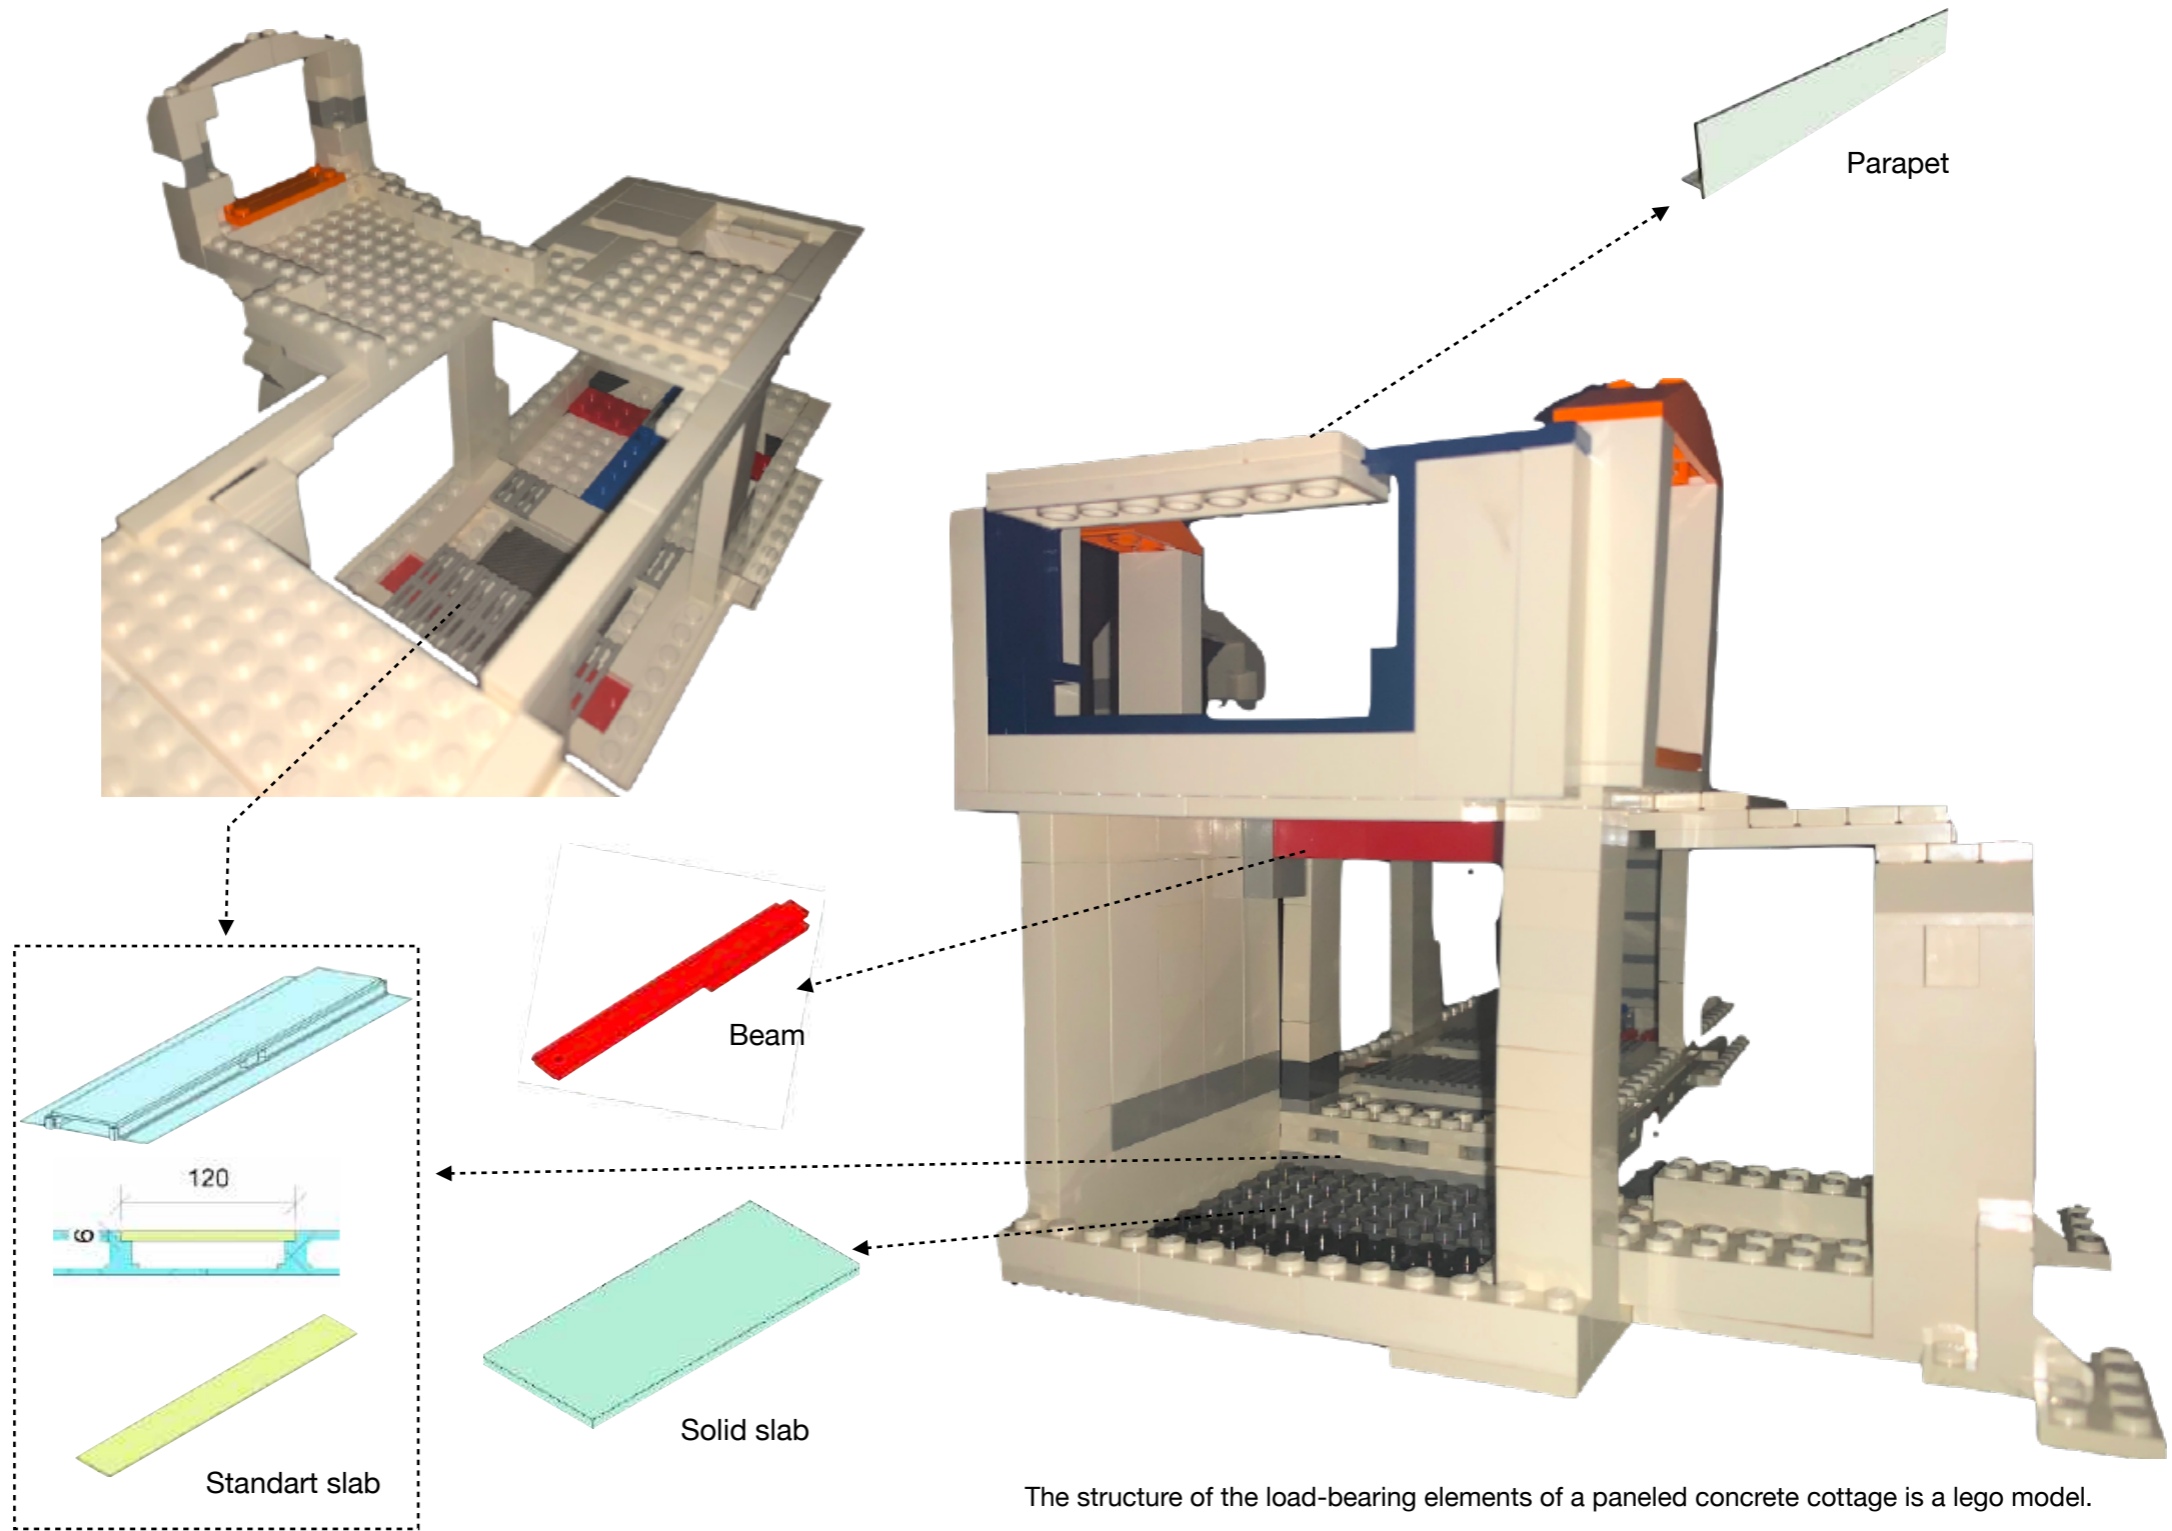 Parapet
Beam
120
6
Solid slab
Standart slab
The structure of the load-bearing elements of a paneled concrete cottage is a lego model.